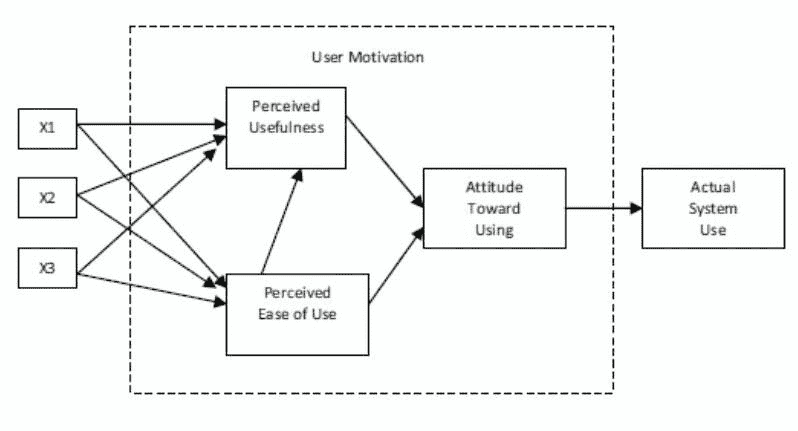 User Motivation
X1
X2
X3
Perceived
Usefulness
Perceived
Ease of Use
Attitude
Toward
Using
Actual
System
Use